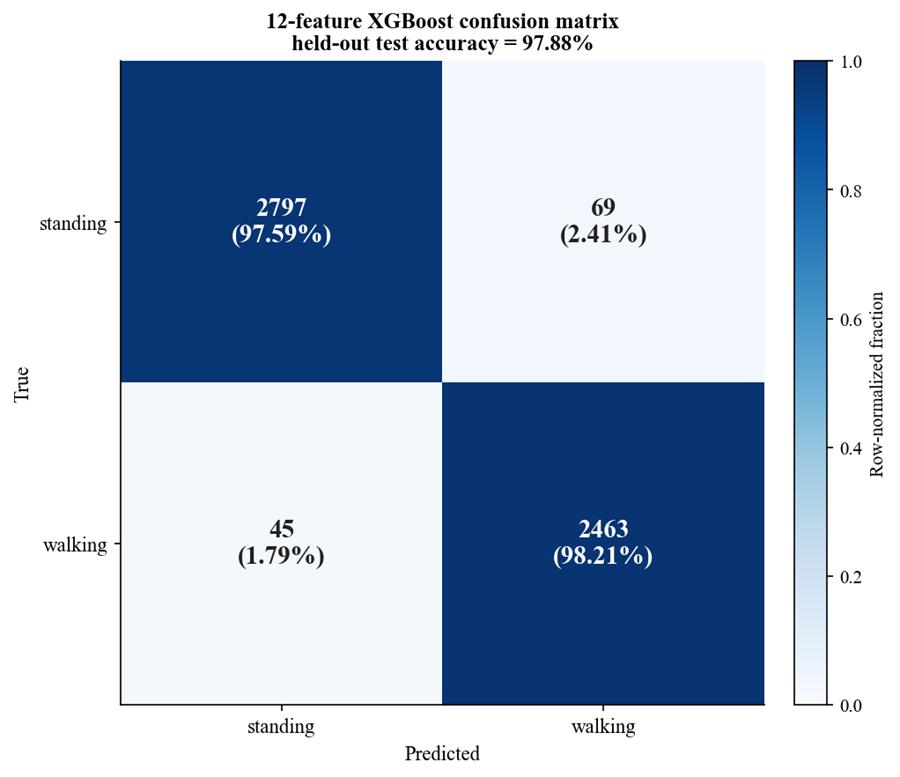 12-feature XGBoost confusion matrix
held-out test accuracy = 97.88%
True
standing
walking
2797
(97.59%)
69
(2.41%)
45
(1.79%)
2463
(98.21%)
standing
walking
Predicted
1.0
0.8
0.6
0.4
0.2
0.0
Row-normalized fraction